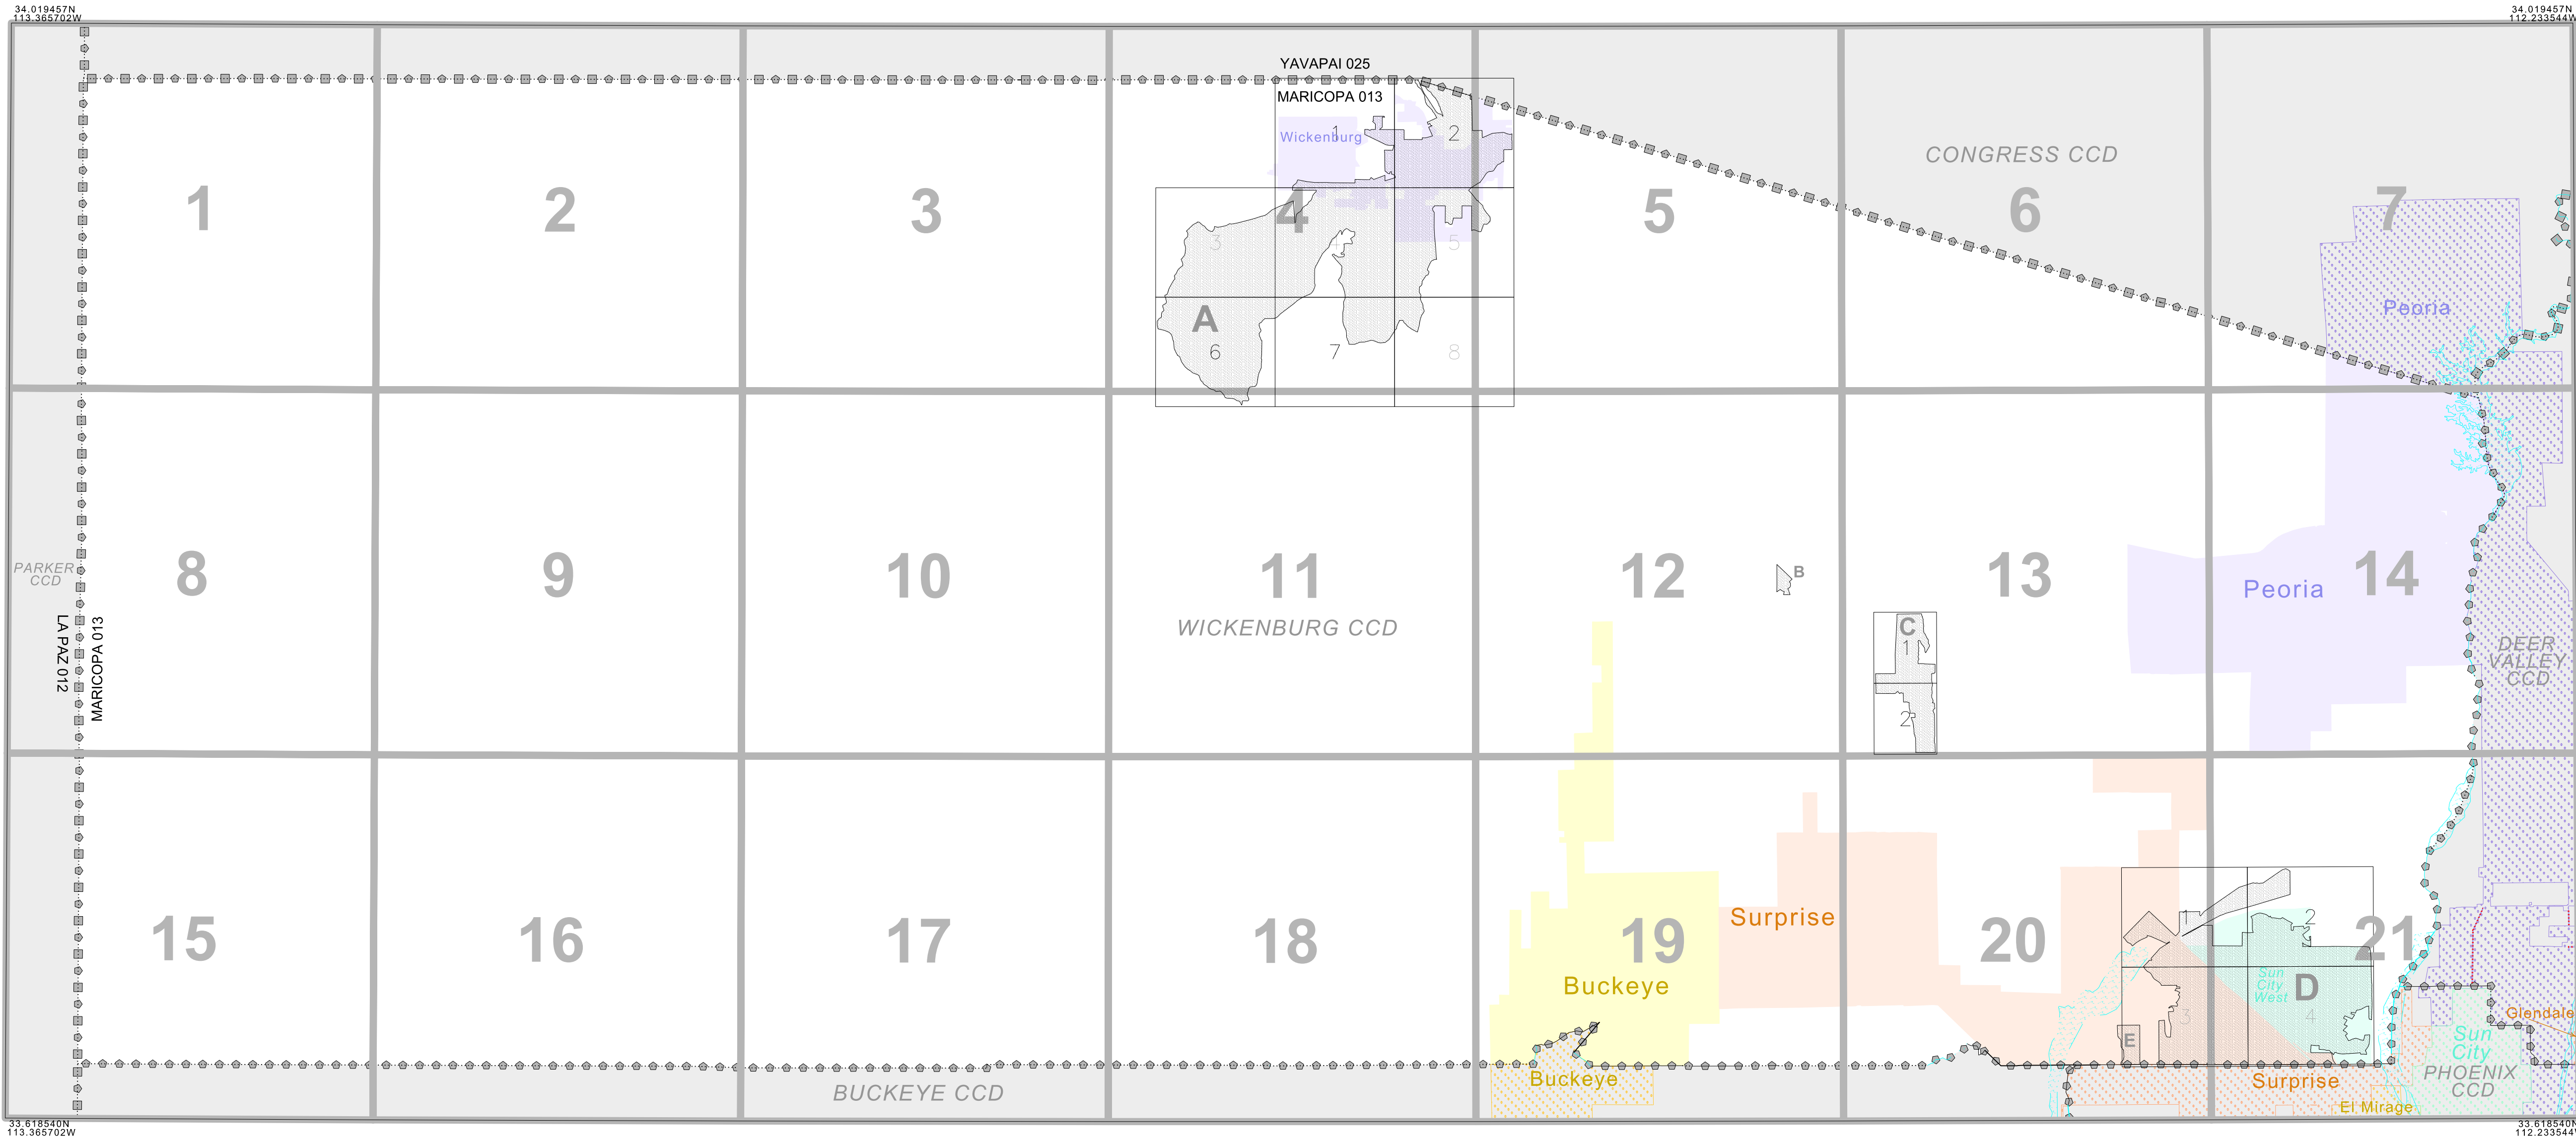 34.019457N
113.365702W
34.019457N
112.233544W
YAVAPAI 025
MARICOPA 013
Wickenburg
1
2
CONGRESS CCD
1
2
3
4
5
6
7
3
4
5
Peoria
A
6
7
8
PARKER
CCD
8
9
10
11
12
B
13
14
Peoria
LA PAZ 012
MARICOPA 013
WICKENBURG CCD
C
1
2
DEER
VALLEY
CCD
15
16
17
18
19
Surprise
20
1
2
21
Buckeye
Sun
City
West
D
3
4
E
Glendale
Sun
City
PHOENIX
CCD
Buckeye
Surprise
BUCKEYE CCD
El Mirage
33.618540N
113.365702W
33.618540N
112.233544W